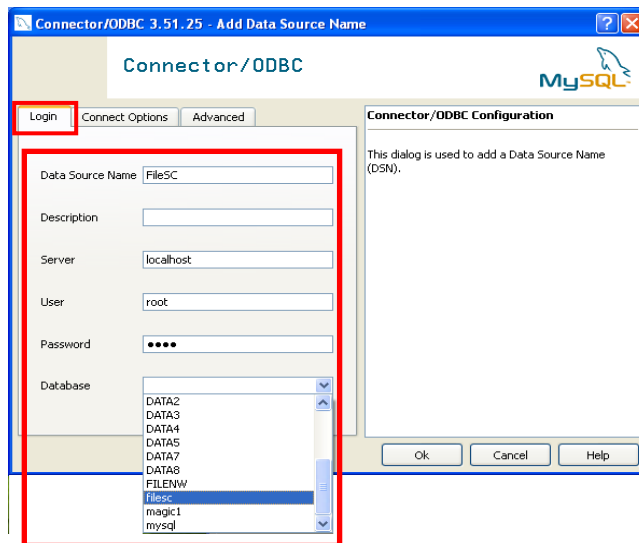 Connector/ODBC 3.51.25 - Add Data Source Name
Connector/ODBC
MySQL
Login
Connect Options
Advanced
Data Source Name FileSC
Description
Server localhost
User root
Password ••••
Database
DATA2
DATA3
DATA4
DATA5
DATA7
DATA8
FILENW
filesc
magic1
mysql
Connector/ODBC Configuration
This dialog is used to add a Data Source Name
(DSN).
Ok
Cancel
Help